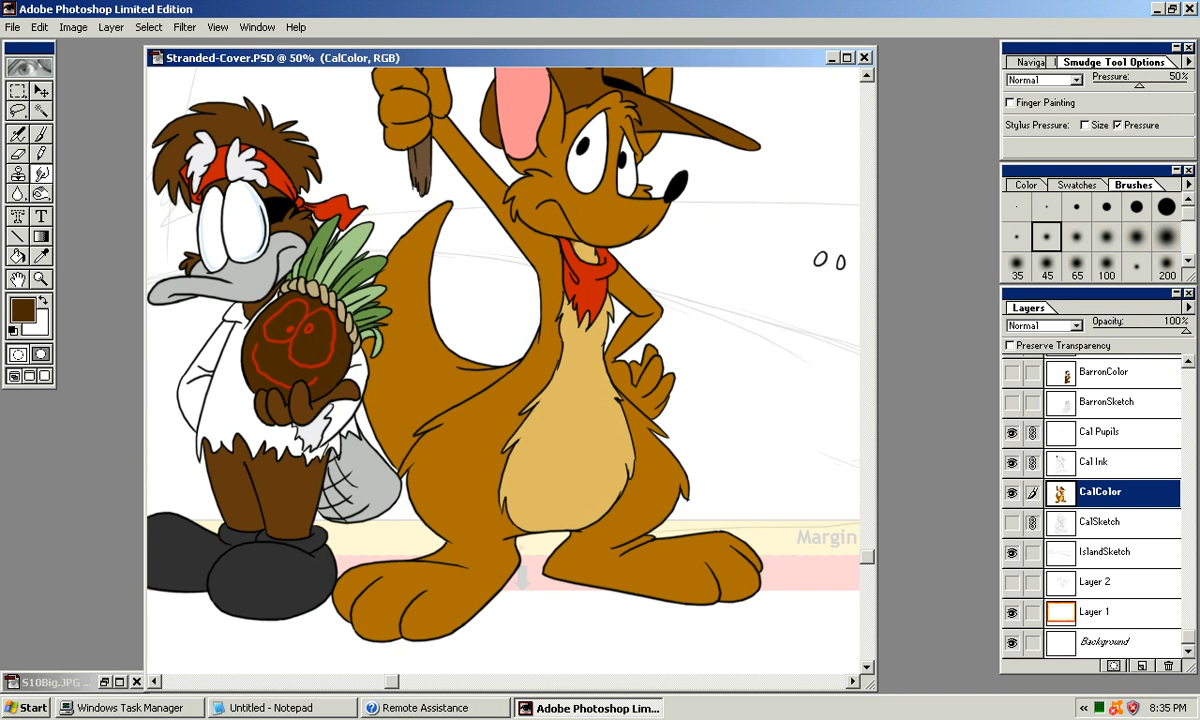 Adobe Photoshop Limited Edition
File Edit Image Layer Select Filter View Window Help
Stranded-Cover.PSD @ 50% (CalColor, RGB)
Naviga Smudge Tool Options
Normal Pressure: 50%
Finger Painting
Stylus Pressure: Size Pressure
Color Swatches Brushes
35 45 65 100 200
Layers
Normal Opacity: 100%
Preserve Transparency
BarronColor
BarronSketch
Cal Pupils
Cal Ink
CalColor
CalSketch
IslandSketch
Layer 2
Layer 1
Background
Margin
S10Big.JPG
Start Windows Task Manager Untitled - Notepad Remote Assistance Adobe Photoshop Lim... 8:35 PM